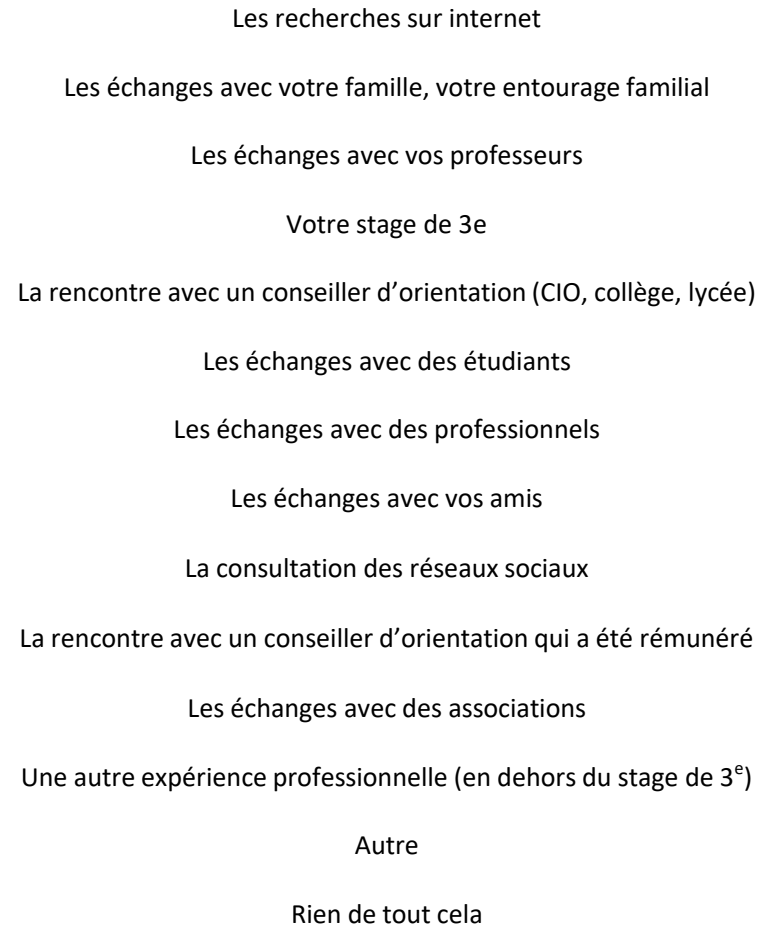 Les recherches sur internet
Les échanges avec votre famille, votre entourage familial
Les échanges avec vos professeurs
Votre stage de 3e
La rencontre avec un conseiller d’orientation (CIO, collège, lycée)
Les échanges avec des étudiants
Les échanges avec des professionnels
Les échanges avec vos amis
La consultation des réseaux sociaux
La rencontre avec un conseiller d’orientation qui a été rémunéré
Les échanges avec des associations
Une autre expérience professionnelle (en dehors du stage de 3ᵉ)
Autre
Rien de tout cela